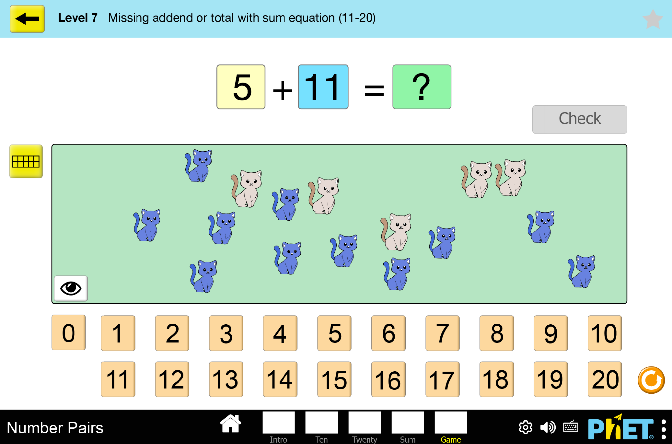 Level 7 Missing addend or total with sum equation (11-20)
5 + 11 = ?
Check
0 1 2 3 4 5 6 7 8 9 10
11 12 13 14 15 16 17 18 19 20
Number Pairs
Intro Ten Twenty Sum Game
PhET